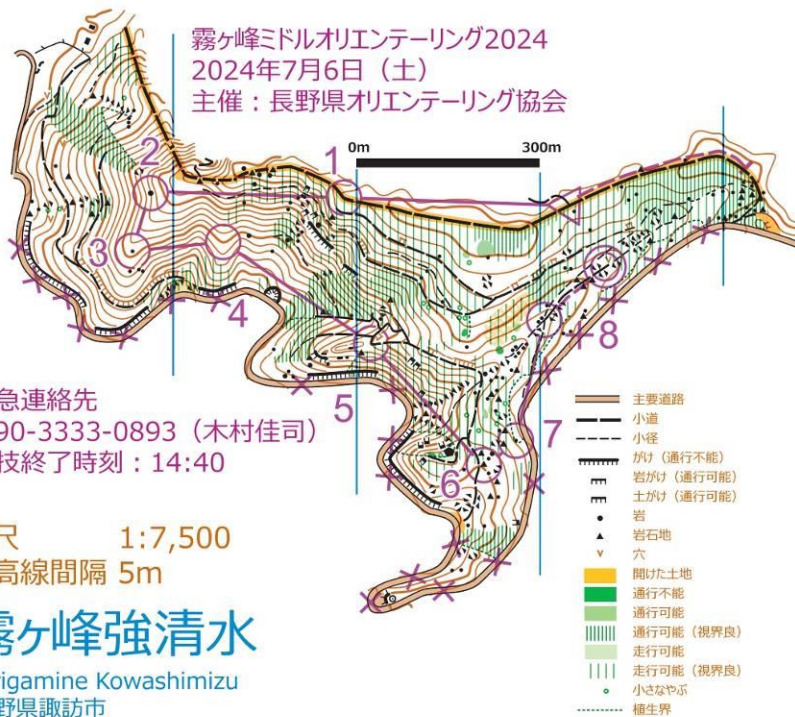 霧ヶ峰ミドルオリエンテーリング2024
2024年7月6日（土）
主催：長野県オリエンテーリング協会
0m
300m
1
2
3
4
5
6
7
8
急連絡先
90-3333-0893（木村佳司）
技終了時刻：14:40
尺 1:7,500
高線間隔 5m
霧ヶ峰強清水
rigamine Kowashimizu
野県諏訪市
主要道路
小道
小径
がけ（通行不能）
岩がけ（通行可能）
土がけ（通行可能）
岩
岩石地
穴
開けた土地
通行不能
通行可能
通行可能（視界良）
走行可能
走行可能（視界良）
小さなやぶ
植生界